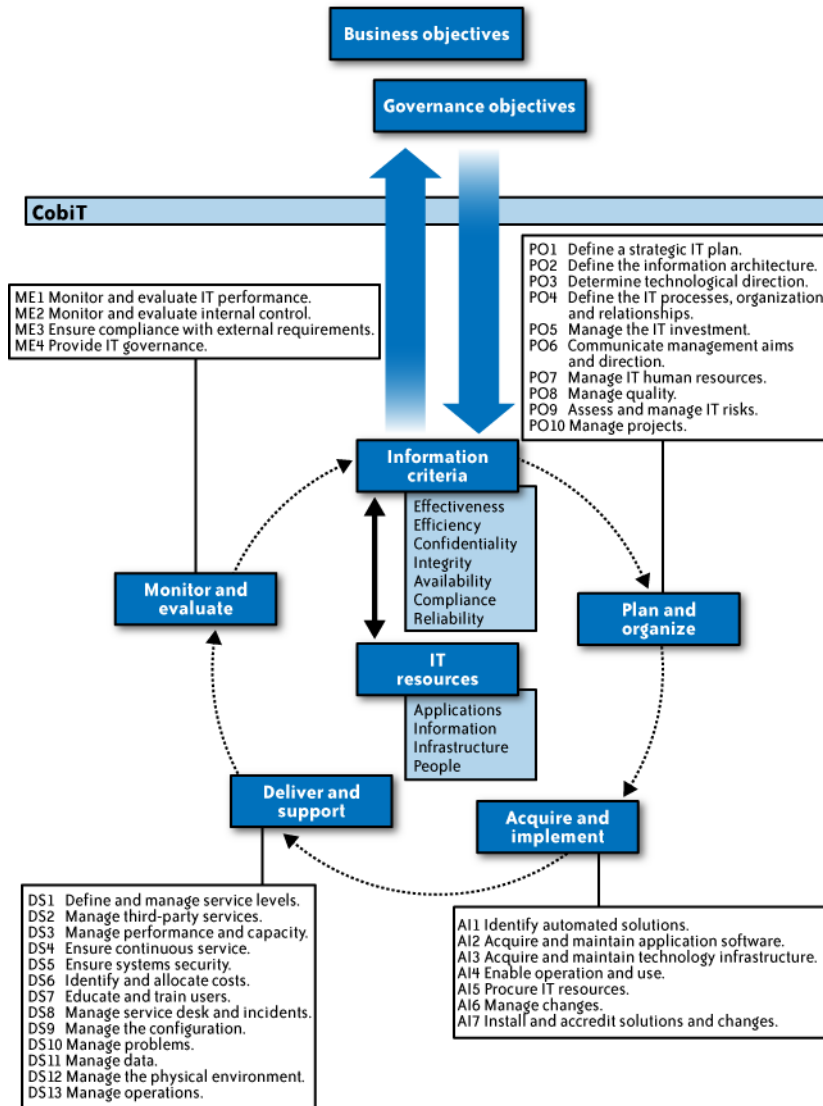 Business objectives
Governance objectives
CobiT
ME1 Monitor and evaluate IT performance.
ME2 Monitor and evaluate internal control.
ME3 Ensure compliance with external requirements.
ME4 Provide IT governance.
PO1 Define a strategic IT plan.
PO2 Define the information architecture.
PO3 Determine technological direction.
PO4 Define the IT processes, organization
and relationships.
PO5 Manage the IT investment.
PO6 Communicate management aims
and direction.
PO7 Manage IT human resources.
PO8 Manage quality.
PO9 Assess and manage IT risks.
PO10 Manage projects.
Information
criteria
Effectiveness
Efficiency
Confidentiality
Integrity
Availability
Compliance
Reliability
Monitor and
evaluate
Plan and
organize
IT
resources
Applications
Information
Infrastructure
People
Deliver and
support
Acquire and
implement
DS1 Define and manage service levels.
DS2 Manage third-party services.
DS3 Manage performance and capacity.
DS4 Ensure continuous service.
DS5 Ensure systems security.
DS6 Identify and allocate costs.
DS7 Educate and train users.
DS8 Manage service desk and incidents.
DS9 Manage the configuration.
DS10 Manage problems.
DS11 Manage data.
DS12 Manage the physical environment.
DS13 Manage operations.
AI1 Identify automated solutions.
AI2 Acquire and maintain application software.
AI3 Acquire and maintain technology infrastructure.
AI4 Enable operation and use.
AI5 Procure IT resources.
AI6 Manage changes.
AI7 Install and accredit solutions and changes.